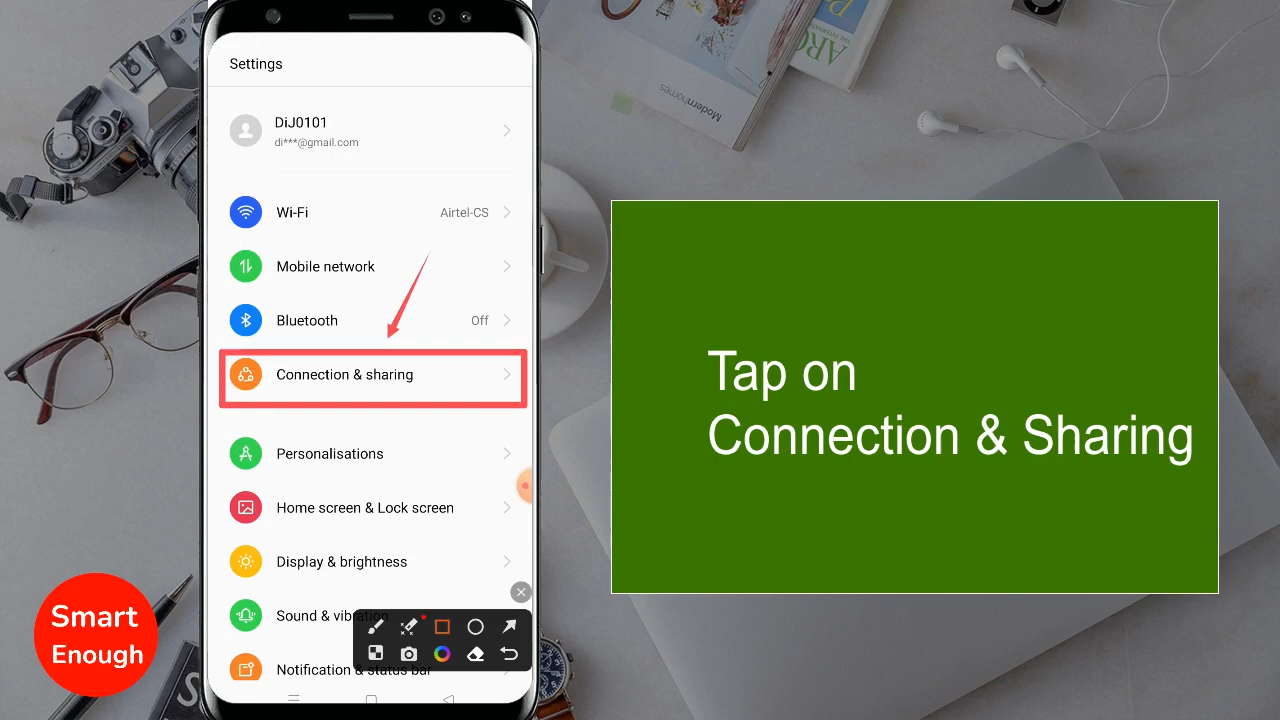 Settings
DiJ0101
di***@gmail.com
Wi-Fi
Airtel-CS
Mobile network
Bluetooth
Off
Connection & sharing
Personalisations
Home screen & Lock screen
Display & brightness
Sound & vibration
Notification & status bar
Tap on
Connection & Sharing
Smart
Enough
Modernhomes